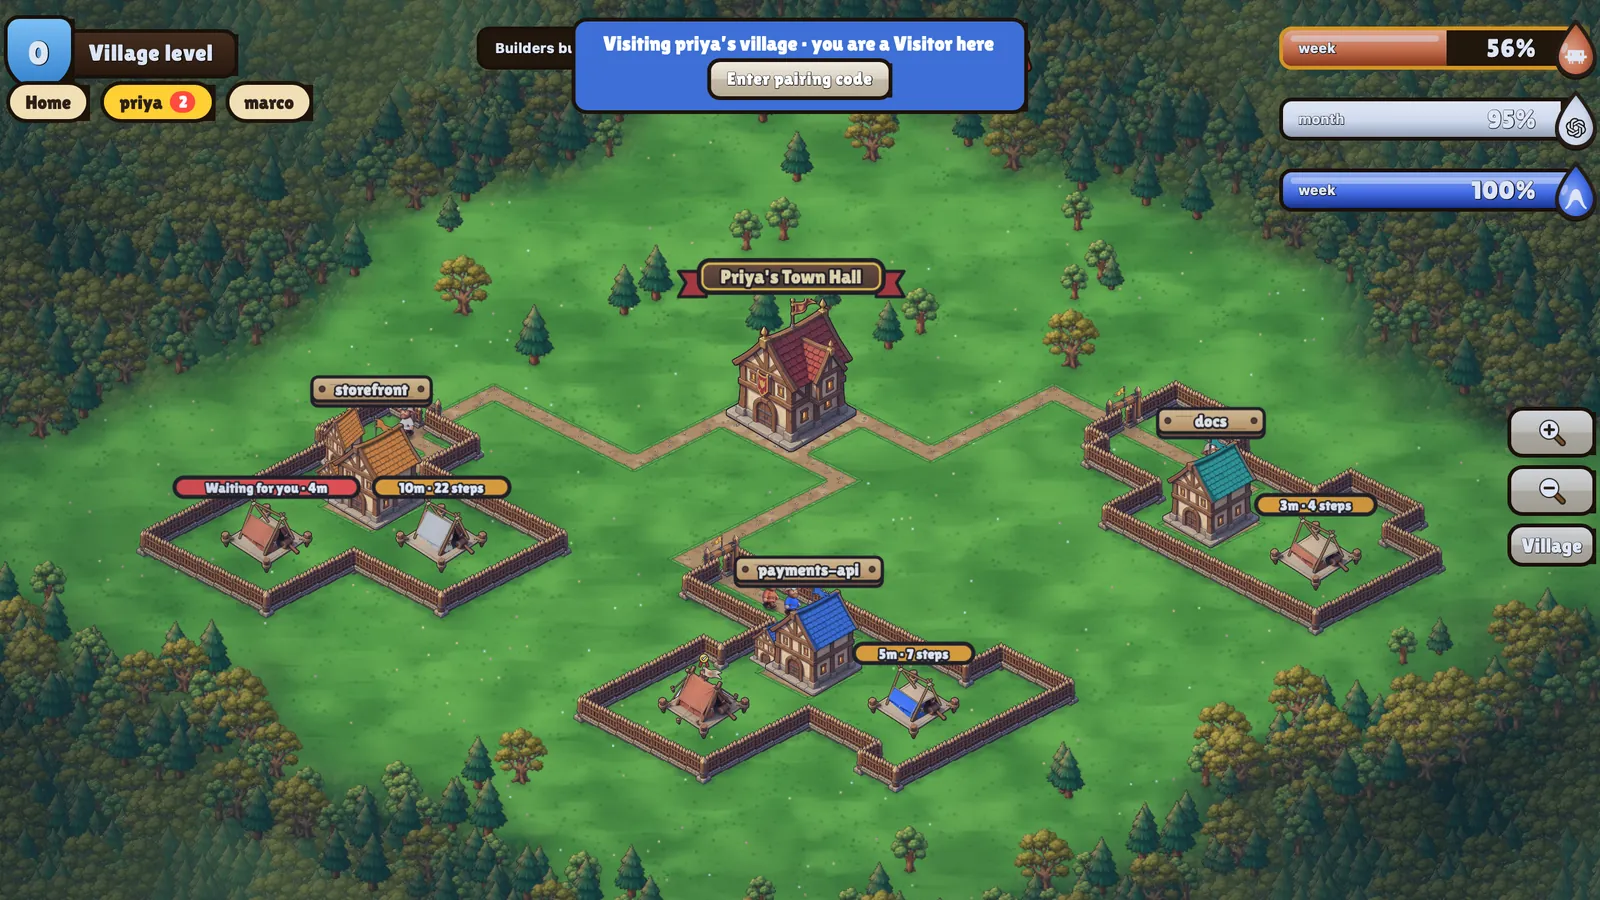 0
Village level
Home
priya 2
marco
Builders bu
Visiting priya's village · you are a Visitor here
Enter pairing code
week 56%
month 95%
week 100%
Priya's Town Hall
storefront
Waiting for you · 4m
10m · 22 steps
docs
3m · 4 steps
payments-api
5m · 7 steps
Village